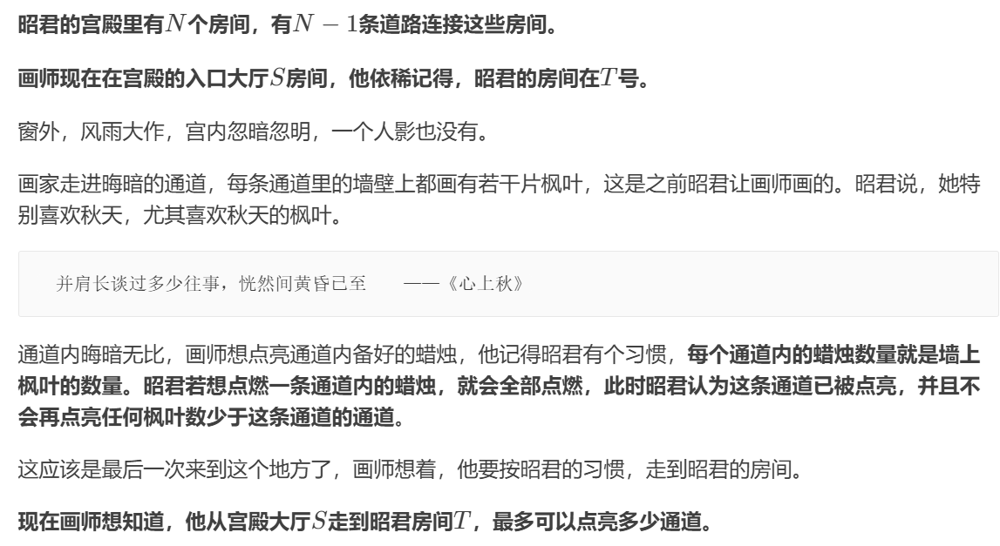 昭君的宫殿里有N个房间，有N − 1条道路连接这些房间。
画师现在在宫殿的入口大厅S房间，他依稀记得，昭君的房间在T号。
窗外，风雨大作，宫内忽暗忽明，一个人影也没有。
画家走进晦暗的通道，每条通道里的墙壁上都画有若干片枫叶，这是之前昭君让画师画的。昭君说，她特
别喜欢秋天，尤其喜欢秋天的枫叶。
并肩长谈过多少往事，恍然间黄昏已至 ——《心上秋》
通道内晦暗无比，画师想点亮通道内备好的蜡烛，他记得昭君有个习惯，每个通道内的蜡烛数量就是墙上
枫叶的数量。昭君若想点燃一条通道内的蜡烛，就会全部点燃，此时昭君认为这条通道已被点亮，并且不
会再点亮任何枫叶数少于这条通道的通道。
这应该是最后一次来到这个地方了，画师想着，他要按昭君的习惯，走到昭君的房间。
现在画师想知道，他从宫殿大厅S走到昭君房间T，最多可以点亮多少通道。